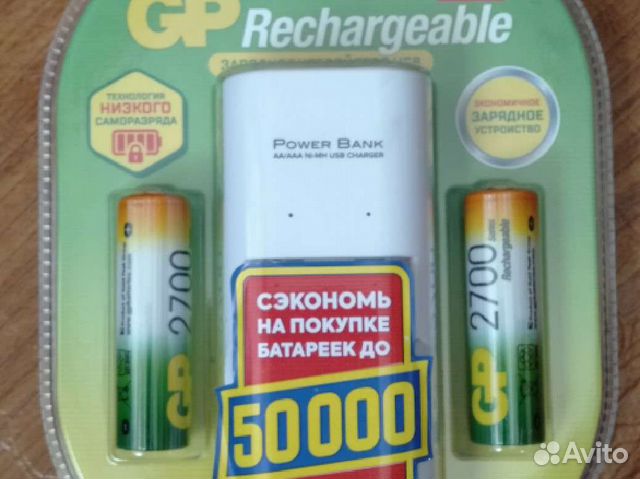 GP Rechargeable
ТЕХНОЛОГИЯ
НИЗКОГО
САМОРАЗРЯДА
ЭКОНОМИЧНОЕ
ЗАРЯДНОЕ
УСТРОЙСТВО
POWER BANK
AA/AAA NI-MH USB CHARGER
GP 2700
GP 2700 Series
Rechargeable
СЭКОНОМЬ
НА ПОКУПКЕ
БАТАРЕЕК ДО
50 000
Avito